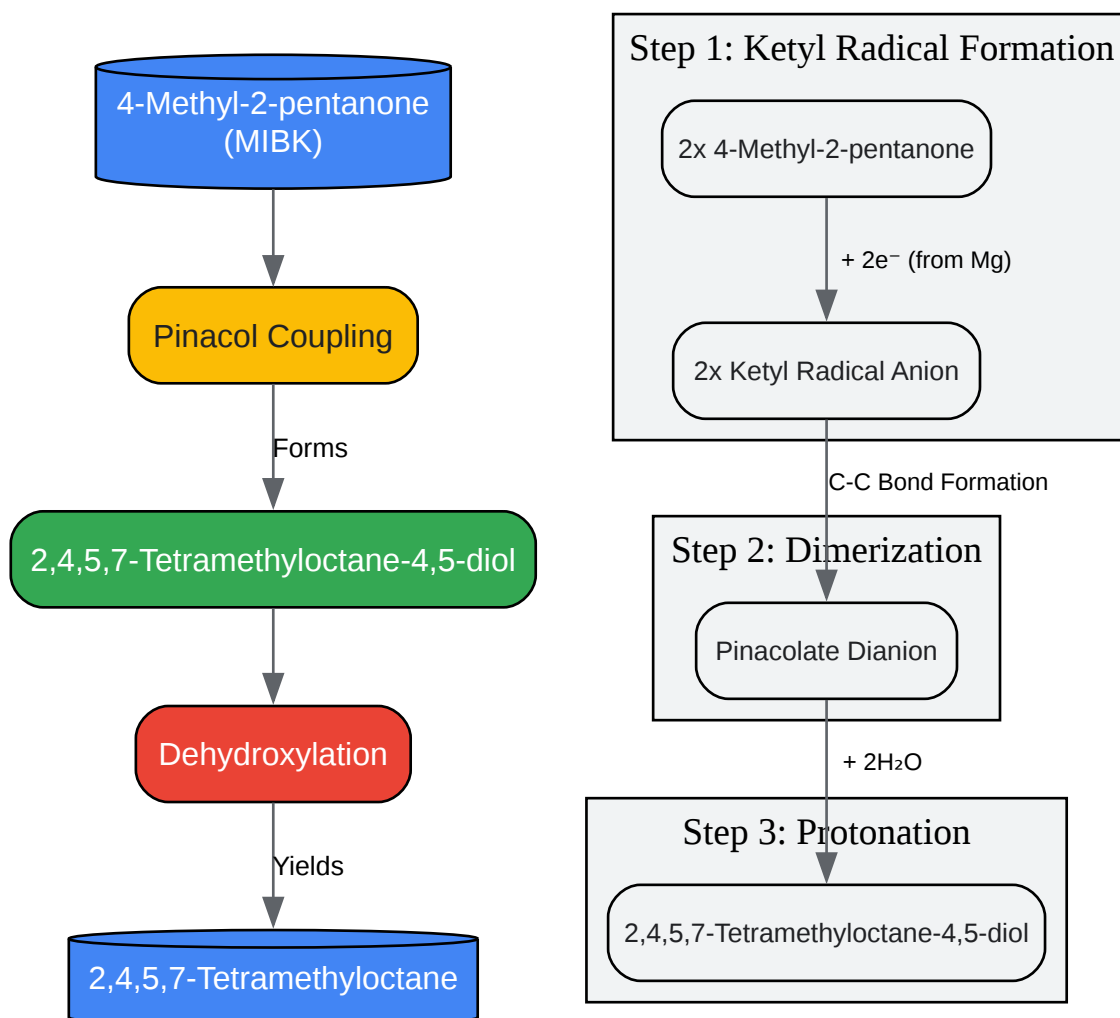 4-Methyl-2-pentanone
(MIBK)
Pinacol Coupling
Forms
2,4,5,7-Tetramethyloctane-4,5-diol
Dehydroxylation
Yields
2,4,5,7-Tetramethyloctane
Step 1: Ketyl Radical Formation
2x 4-Methyl-2-pentanone
+ 2e⁻ (from Mg)
2x Ketyl Radical Anion
C-C Bond Formation
Step 2: Dimerization
Pinacolate Dianion
+ 2H₂O
Step 3: Protonation
2,4,5,7-Tetramethyloctane-4,5-diol